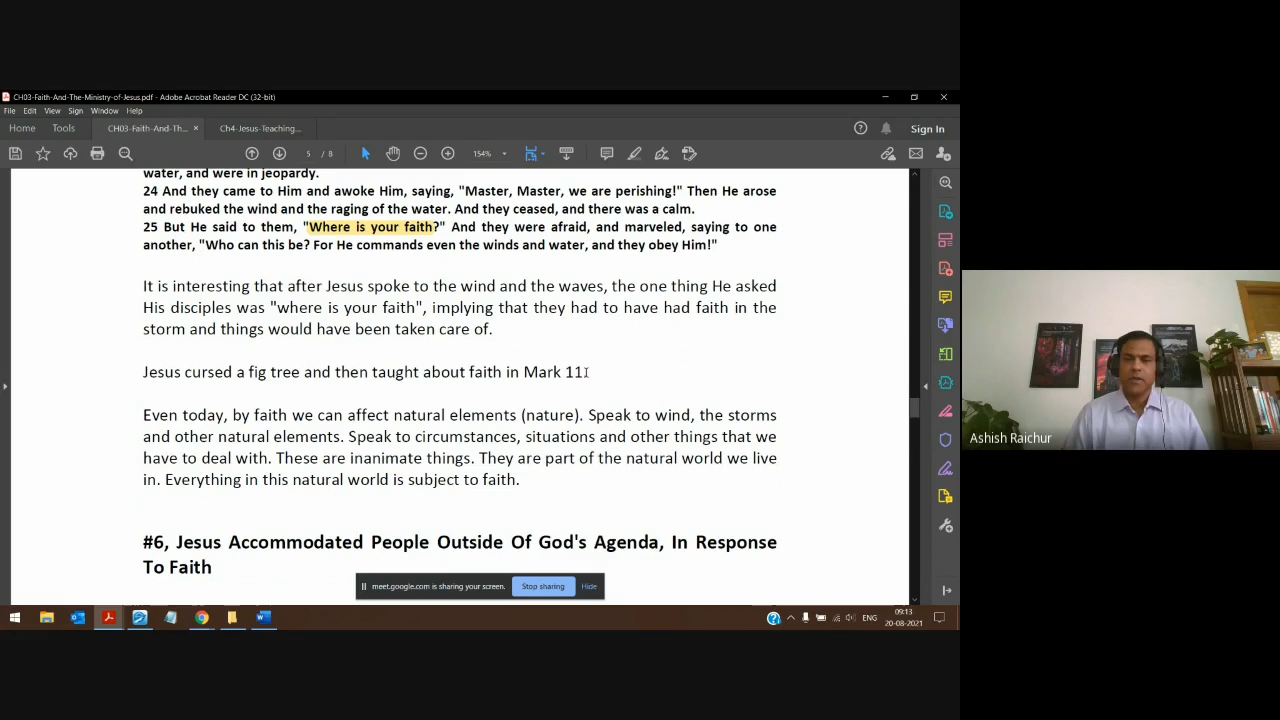 CH03-Faith-And-The-Ministry-of-Jesus.pdf - Adobe Acrobat Reader DC (32-bit)
File Edit View Sign Window Help
Home Tools CH03-Faith-And-Th... × Ch4-Jesus-Teaching... Sign In
5 / 8 154%
water, and were in jeopardy.
24 And they came to Him and awoke Him, saying, "Master, Master, we are perishing!" Then He arose
and rebuked the wind and the raging of the water. And they ceased, and there was a calm.
25 But He said to them, "Where is your faith?" And they were afraid, and marveled, saying to one
another, "Who can this be? For He commands even the winds and water, and they obey Him!"
It is interesting that after Jesus spoke to the wind and the waves, the one thing He asked
His disciples was "where is your faith", implying that they had to have had faith in the
storm and things would have been taken care of.
Jesus cursed a fig tree and then taught about faith in Mark 11
Even today, by faith we can affect natural elements (nature). Speak to wind, the storms
and other natural elements. Speak to circumstances, situations and other things that we
have to deal with. These are inanimate things. They are part of the natural world we live
in. Everything in this natural world is subject to faith.
#6, Jesus Accommodated People Outside Of God's Agenda, In Response
To Faith
meet.google.com is sharing your screen. Stop sharing Hide
ENG
09:13
20-08-2021
Ashish Raichur